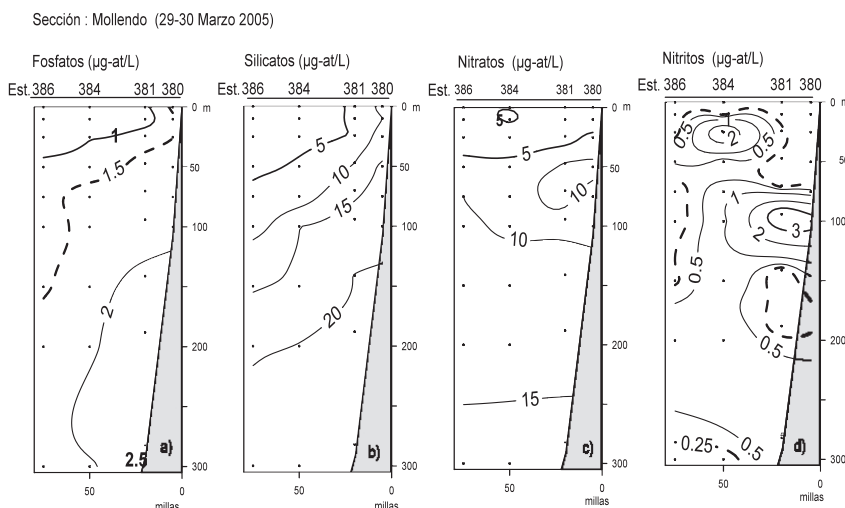 Sección : Mollendo (29-30 Marzo 2005)
Fosfatos (µg-at/L)
Est. 386 384 381 380
0 m
50
100
200
300
1
1.5
2
2.5
a)
50 0
millas
Silicatos (µg-at/L)
386 384 381 380
0 m
50
100
200
300
5
10
15
20
b)
50 0
millas
Nitratos (µg-at/L)
Est. 386 384 381 380
0 m
50
100
200
300
5
5
10
10
15
c)
50 0
millas
Nitritos (µg-at/L)
Est. 386 384 381 380
0 m
50
100
200
300
0.5
1
2
0.5
1
2
3
0.5
0.5
0.25
0.5
d)
50 0
millas